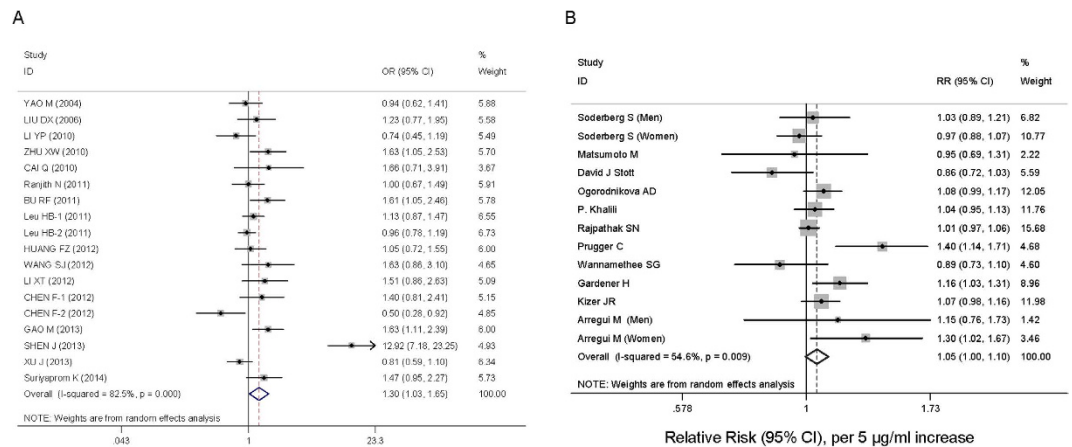 A
Study %
ID OR (95% CI) Weight
YAO M (2004) 0.94 (0.62, 1.41) 5.88
LIU DX (2006) 1.23 (0.77, 1.95) 5.58
LI YP (2010) 0.74 (0.45, 1.19) 5.49
ZHU XW (2010) 1.63 (1.05, 2.53) 5.70
CAI Q (2010) 1.66 (0.71, 3.91) 3.67
Ranjith N (2011) 1.00 (0.67, 1.49) 5.91
BU RF (2011) 1.61 (1.05, 2.46) 5.78
Leu HB-1 (2011) 1.13 (0.87, 1.47) 6.55
Leu HB-2 (2011) 0.96 (0.78, 1.19) 6.73
HUANG FZ (2012) 1.05 (0.72, 1.55) 6.00
WANG SJ (2012) 1.63 (0.86, 3.10) 4.65
LI XT (2012) 1.51 (0.86, 2.63) 5.09
CHEN F-1 (2012) 1.40 (0.81, 2.41) 5.15
CHEN F-2 (2012) 0.50 (0.28, 0.92) 4.85
GAO M (2013) 1.63 (1.11, 2.39) 6.00
SHEN J (2013) 12.92 (7.18, 23.25) 4.93
XU J (2013) 0.81 (0.59, 1.10) 6.34
Suriyaprom K (2014) 1.47 (0.95, 2.27) 5.73
Overall (I-squared = 82.5%, p = 0.000) 1.30 (1.03, 1.65) 100.00
NOTE: Weights are from random effects analysis
.043 1 23.3
B
Study %
ID RR (95% CI) Weight
Soderberg S (Men) 1.03 (0.89, 1.21) 6.82
Soderberg S (Women) 0.97 (0.88, 1.07) 10.77
Matsumoto M 0.95 (0.69, 1.31) 2.22
David J Stott 0.86 (0.72, 1.03) 5.59
Ogorodnikova AD 1.08 (0.99, 1.17) 12.05
P. Khalili 1.04 (0.95, 1.13) 11.76
Rajpathak SN 1.01 (0.97, 1.06) 15.68
Prugger C 1.40 (1.14, 1.71) 4.68
Wannamethee SG 0.89 (0.73, 1.10) 4.60
Gardener H 1.16 (1.03, 1.31) 8.96
Kizer JR 1.07 (0.98, 1.16) 11.98
Arregui M (Men) 1.15 (0.76, 1.73) 1.42
Arregui M (Women) 1.30 (1.02, 1.67) 3.46
Overall (I-squared = 54.6%, p = 0.009) 1.05 (1.00, 1.10) 100.00
NOTE: Weights are from random effects analysis
.578 1 1.73
Relative Risk (95% CI), per 5 µg/ml increase